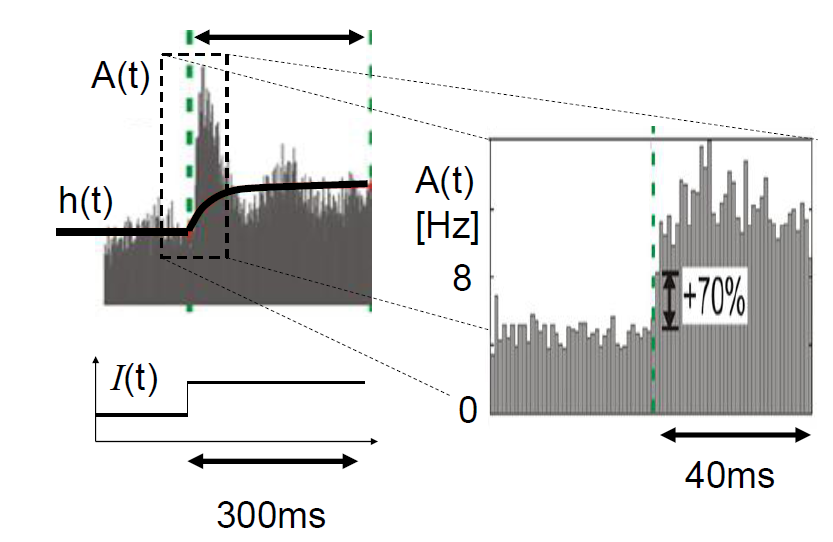 A(t)
h(t)
I(t)
300ms
A(t)
[Hz]
8
+70%
0
40ms